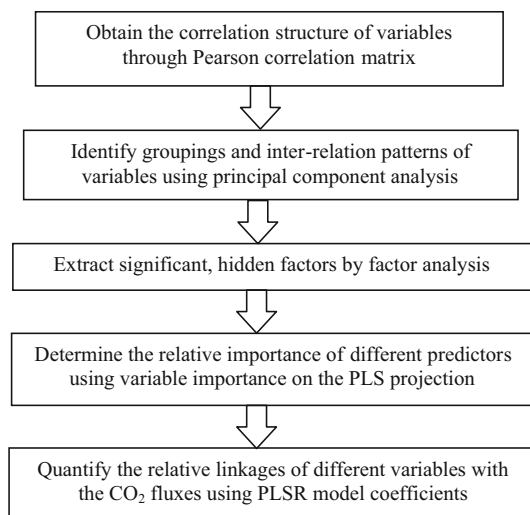 Obtain the correlation structure of variables
through Pearson correlation matrix
Identify groupings and inter-relation patterns of
variables using principal component analysis
Extract significant, hidden factors by factor analysis
Determine the relative importance of different predictors
using variable importance on the PLS projection
Quantify the relative linkages of different variables with
the CO₂ fluxes using PLSR model coefficients